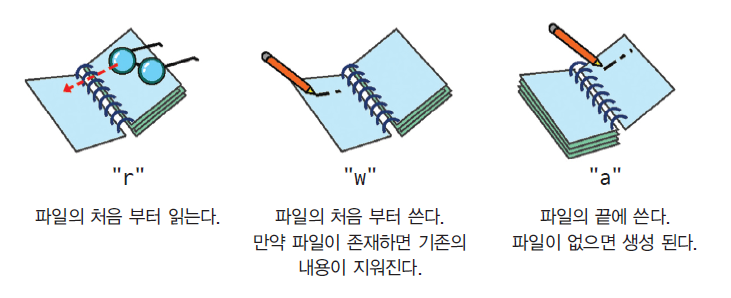 "r"
파일의 처음 부터 읽는다.
"w"
파일의 처음 부터 쓴다.
만약 파일이 존재하면 기존의
내용이 지워진다.
"a"
파일의 끝에 쓴다.
파일이 없으면 생성 된다.